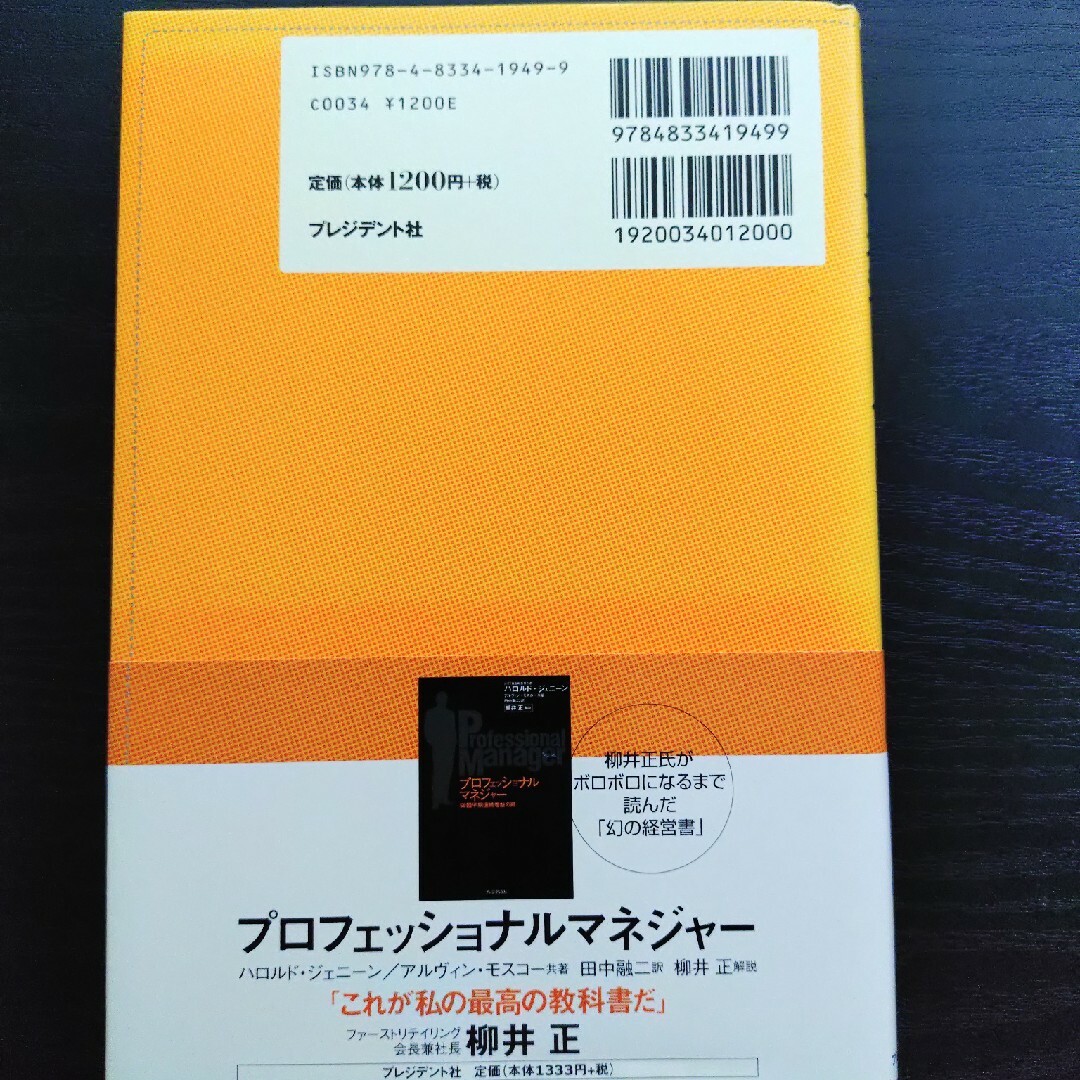 ISBN978-4-8334-1949-9
C0034 ¥1200E
定価(本体1200円+税)
プレジデント社
9784833419499
1920034012000
ハロルド・ジェニーン
柳井 正
Professional
Manager
プロフェッショナル
マネジャー
柳井正氏が
ボロボロになるまで
読んだ
「幻の経営書」
プロフェッショナルマネジャー
ハロルド・ジェニーン/アルヴィン・モスコー共著 田中融二訳 柳井 正解説
「これが私の最高の教科書だ」
ファーストリテイリング
会長兼社長 柳井 正
プレジデント社 定価(本体1333円+税)